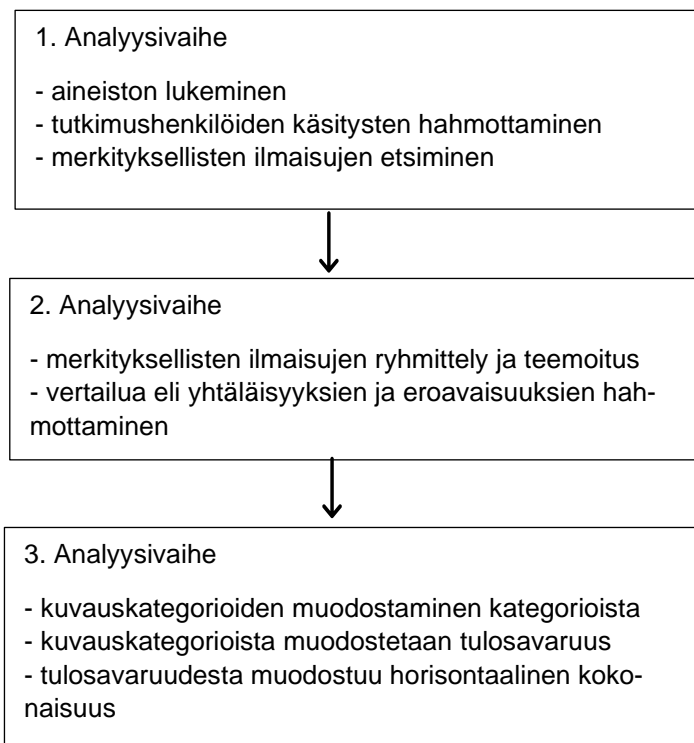 1. Analyysivaihe
- aineiston lukeminen
- tutkimushenkilöiden käsitysten hahmottaminen
- merkityksellisten ilmaisujen etsiminen
2. Analyysivaihe
- merkityksellisten ilmaisujen ryhmittely ja teemoitus
- vertailua eli yhtäläisyyksien ja eroavaisuuksien hah-
mottaminen
3. Analyysivaihe
- kuvauskategorioiden muodostaminen kategorioista
- kuvauskategorioista muodostetaan tulosavaruus
- tulosavaruudesta muodostuu horisontaalinen koko-
naisuus